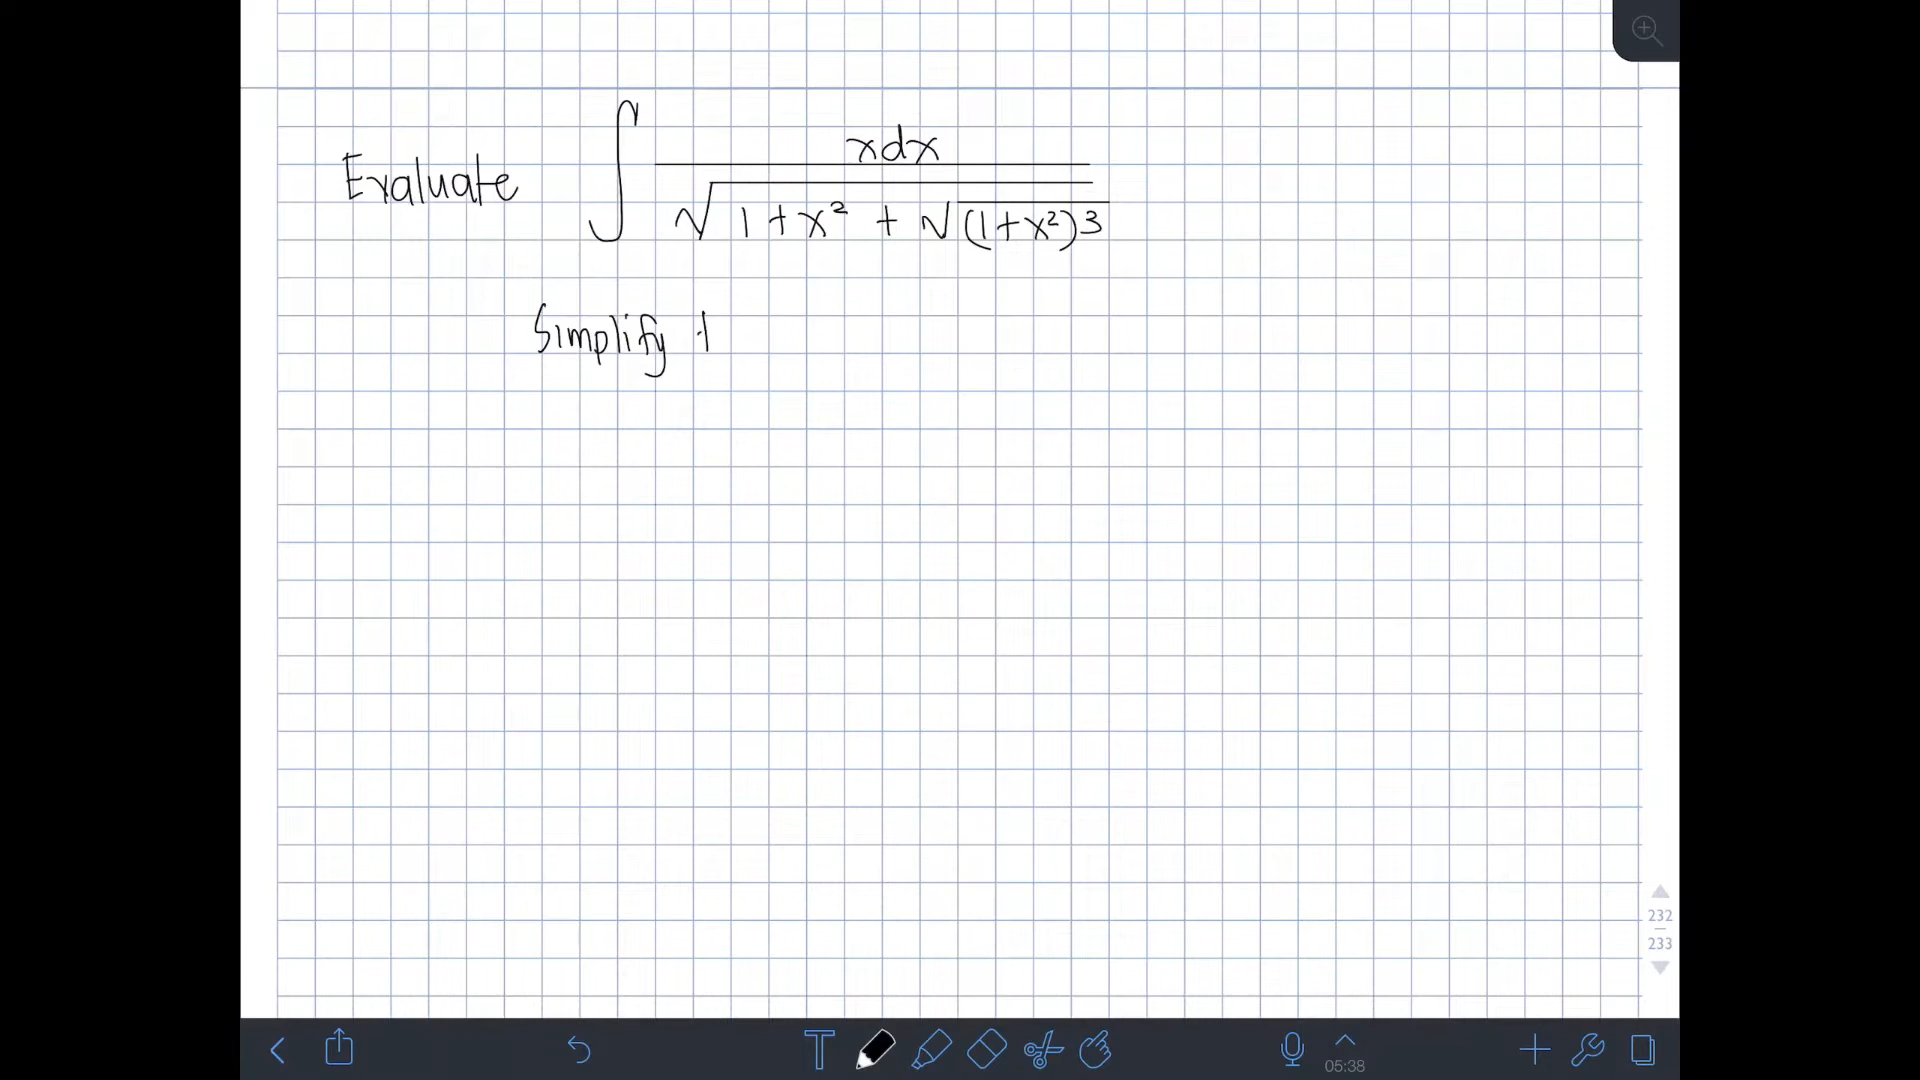 Evaluate ∫ xdx / √(1+x² + √((1+x²)3))
Simplify
232
233
T
05:38